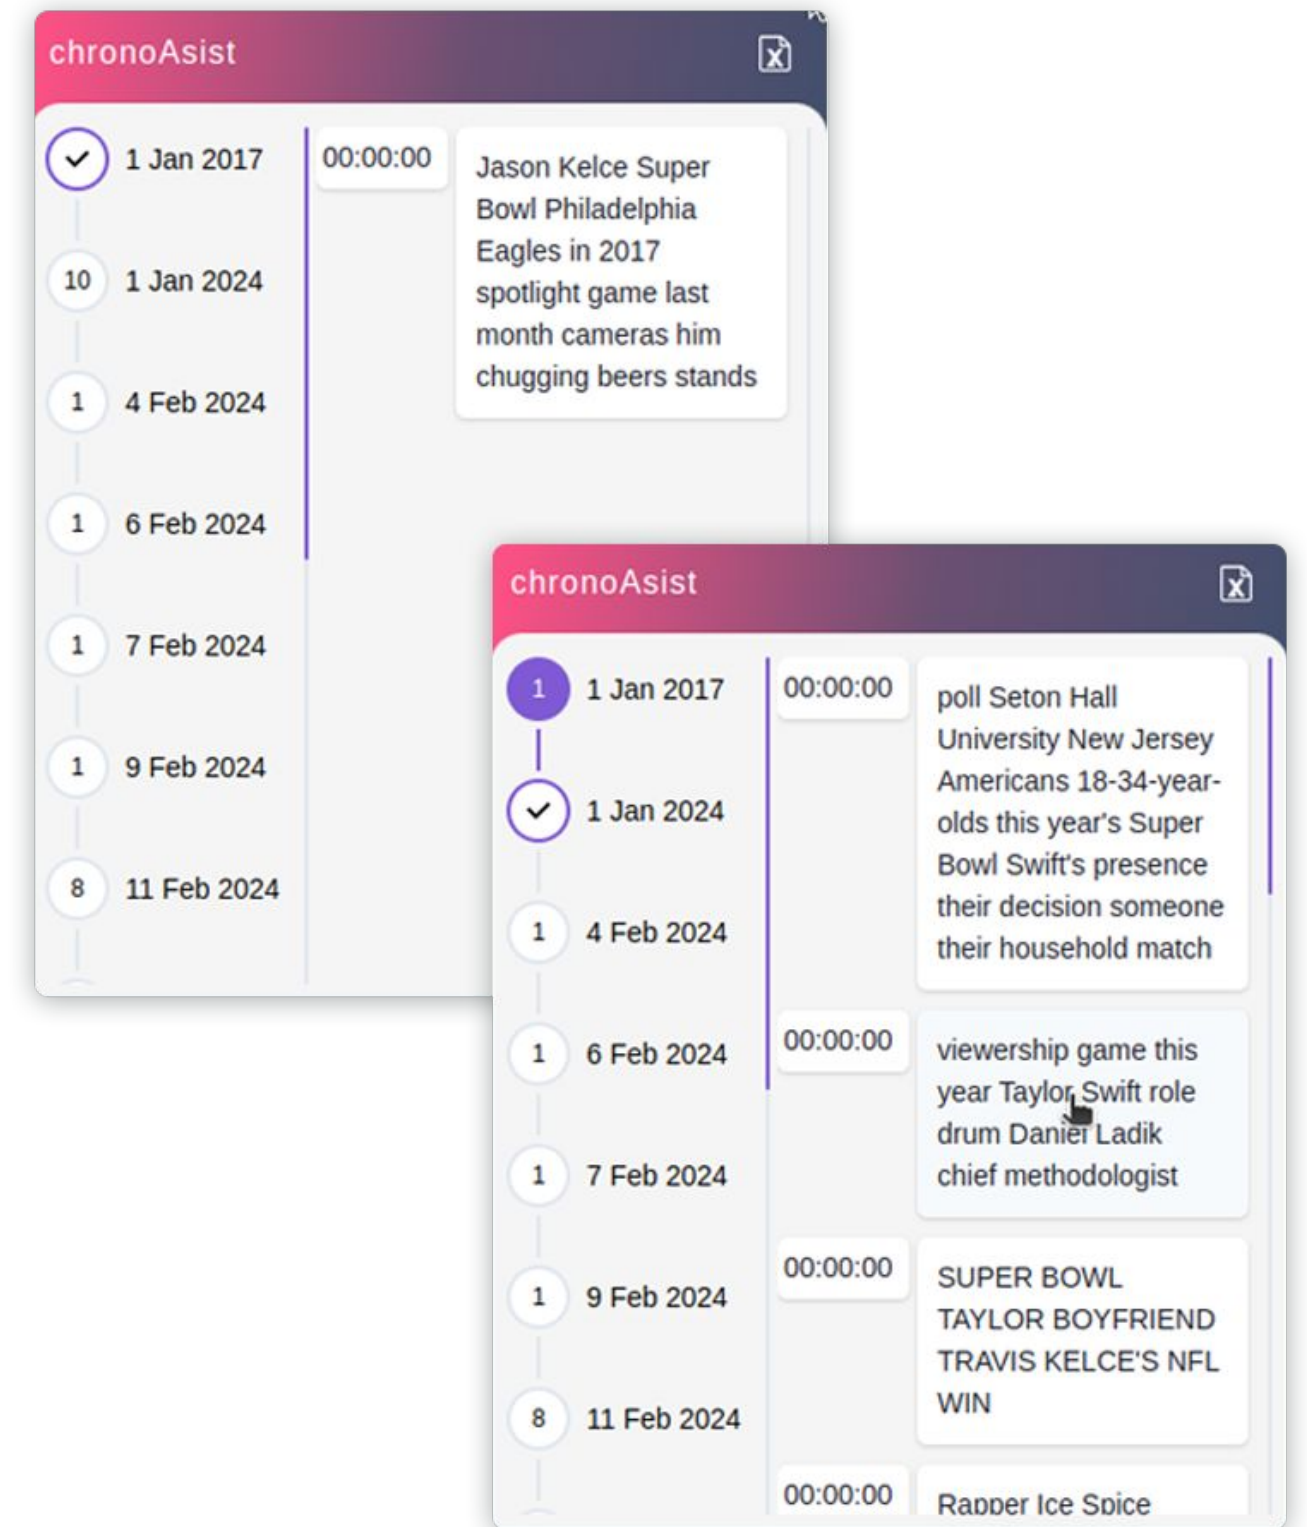 chronoAsist
1 Jan 2017
00:00:00
Jason Kelce Super
Bowl Philadelphia
Eagles in 2017
spotlight game last
month cameras him
chugging beers stands
10
1 Jan 2024
1
4 Feb 2024
1
6 Feb 2024
1
7 Feb 2024
1
9 Feb 2024
8
11 Feb 2024
chronoAsist
1
1 Jan 2017
1 Jan 2024
1
4 Feb 2024
1
6 Feb 2024
1
7 Feb 2024
1
9 Feb 2024
8
11 Feb 2024
00:00:00
poll Seton Hall
University New Jersey
Americans 18-34-year-
olds this year's Super
Bowl Swift's presence
their decision someone
their household match
00:00:00
viewership game this
year Taylor Swift role
drum Daniel Ladik
chief methodologist
00:00:00
SUPER BOWL
TAYLOR BOYFRIEND
TRAVIS KELCE'S NFL
WIN
00:00:00
Rapper Ice Spice